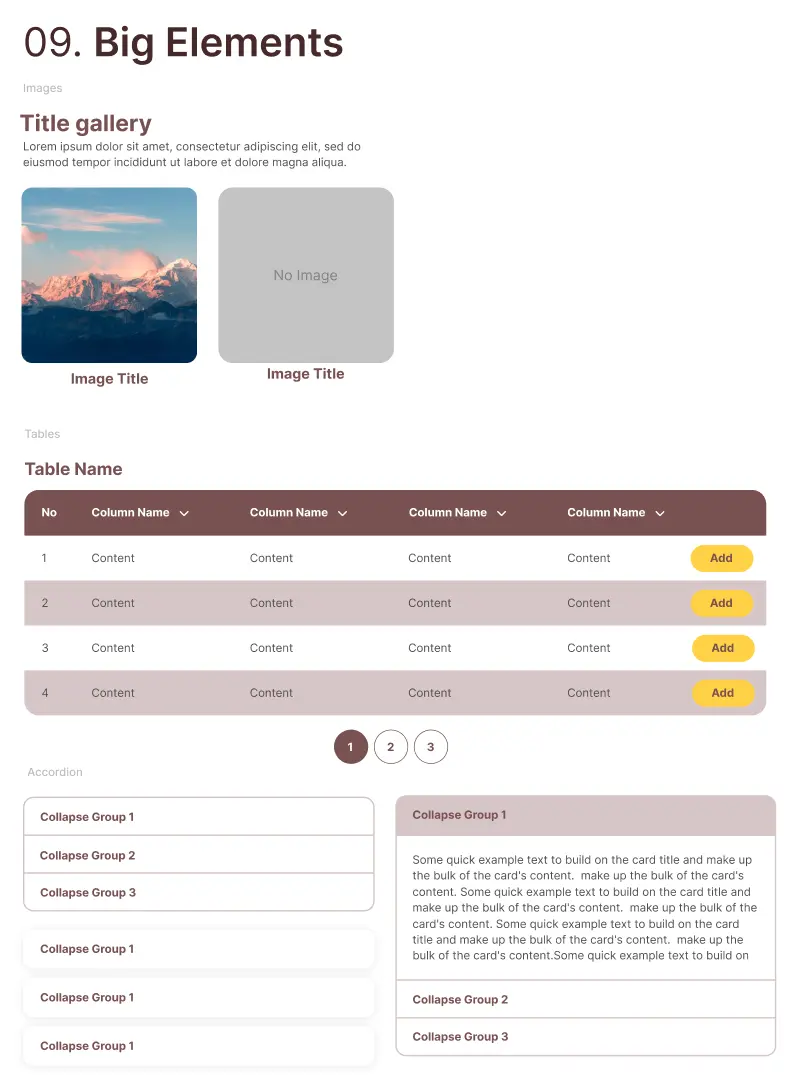 09. Big Elements
Images
Title gallery
Lorem ipsum dolor sit amet, consectetur adipiscing elit, sed do
eiusmod tempor incididunt ut labore et dolore magna aliqua.
No Image
Image Title
Image Title
Tables
Table Name
No Column Name Column Name Column Name Column Name
1 Content Content Content Content Add
2 Content Content Content Content Add
3 Content Content Content Content Add
4 Content Content Content Content Add
1 2 3
Accordion
Collapse Group 1
Collapse Group 2
Collapse Group 3
Collapse Group 1
Collapse Group 1
Collapse Group 1
Collapse Group 1
Some quick example text to build on the card title and make up
the bulk of the card's content.  make up the bulk of the card's
content. Some quick example text to build on the card title and
make up the bulk of the card's content.  make up the bulk of the
card's content. Some quick example text to build on the card
title and make up the bulk of the card's content.  make up the
bulk of the card's content.Some quick example text to build on
Collapse Group 2
Collapse Group 3